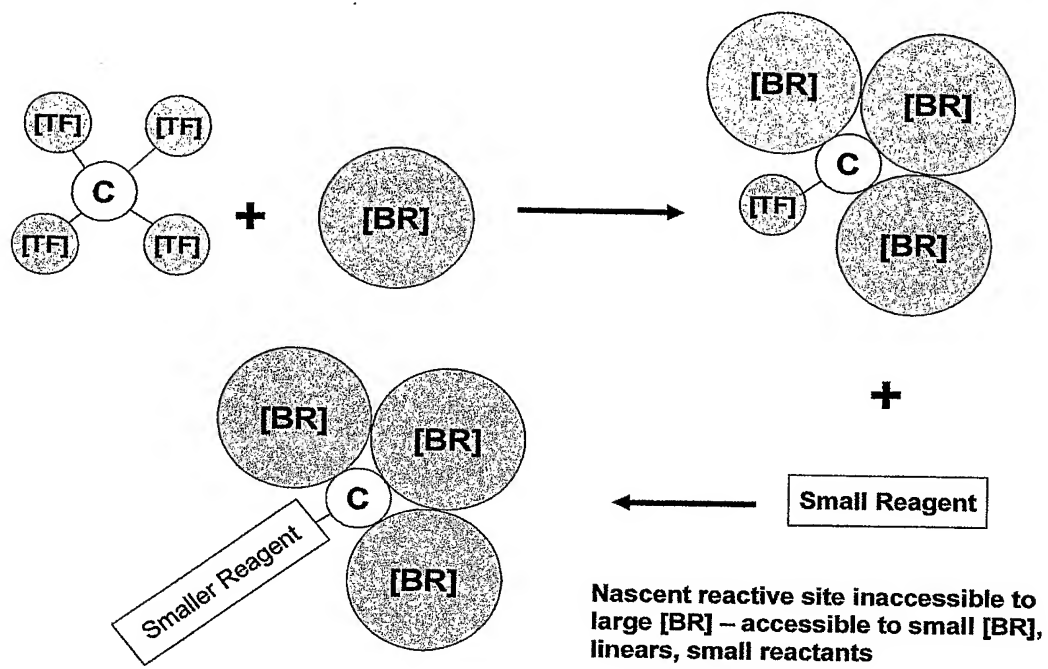 [TF]
[TF]
C
[TF]
[TF]
+
[BR]
[BR]
[BR]
C
[TF]
[BR]
+
Small Reagent
[BR]
[BR]
C
[BR]
Smaller Reagent
Nascent reactive site inaccessible to
large [BR] – accessible to small [BR],
linears, small reactants